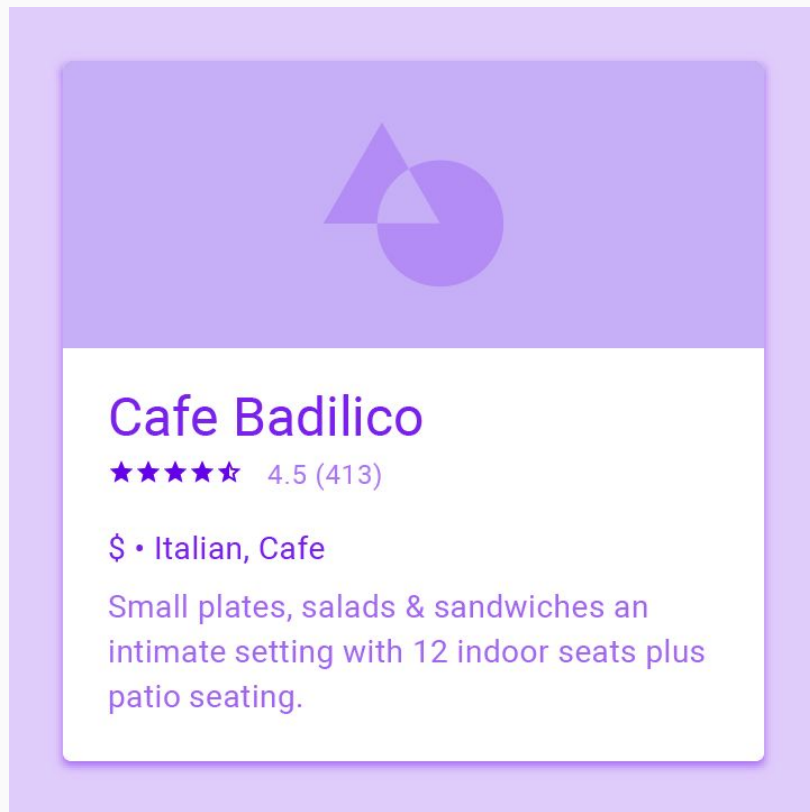 Cafe Badilico
4.5 (413)
$ • Italian, Cafe
Small plates, salads & sandwiches an
intimate setting with 12 indoor seats plus
patio seating.